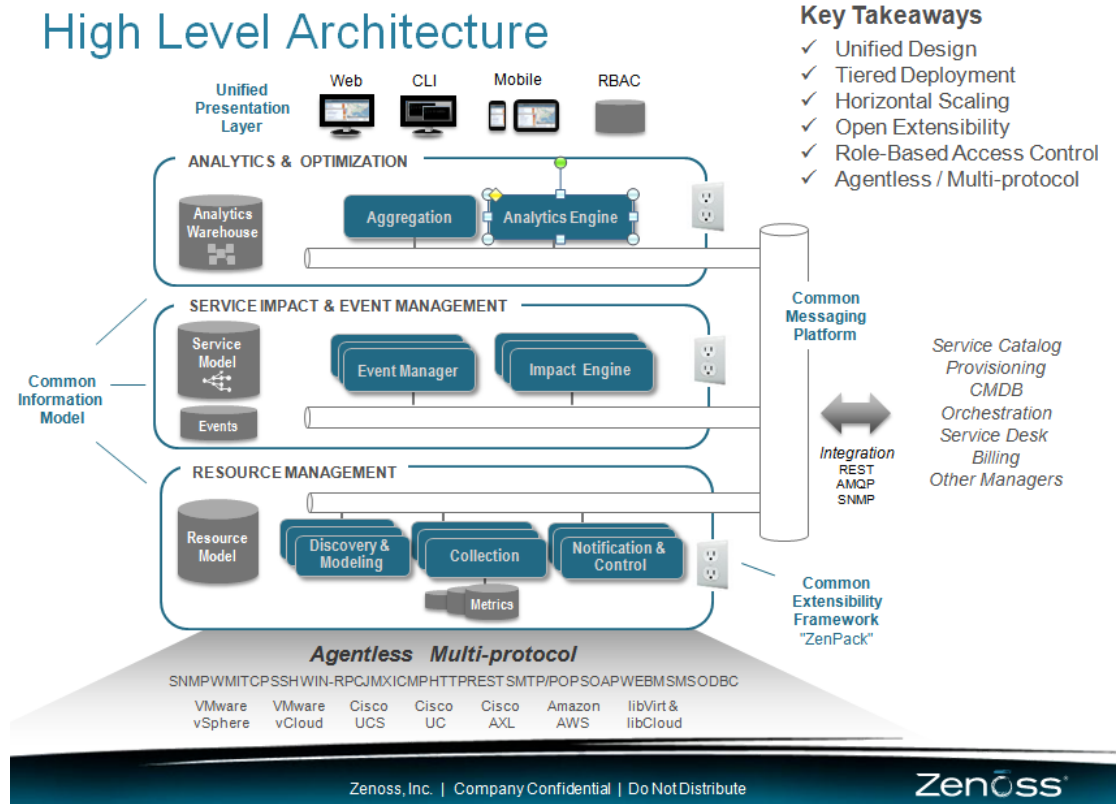 High Level Architecture
Key Takeaways
✓ Unified Design
✓ Tiered Deployment
✓ Horizontal Scaling
✓ Open Extensibility
✓ Role-Based Access Control
✓ Agentless / Multi-protocol
Unified
Presentation
Layer
Web
CLI
Mobile
RBAC
ANALYTICS & OPTIMIZATION
Analytics
Warehouse
Aggregation
Analytics Engine
SERVICE IMPACT & EVENT MANAGEMENT
Service
Model
Events
Event Manager
Impact Engine
Common
Information
Model
Common
Messaging
Platform
Service Catalog
Provisioning
CMDB
Orchestration
Service Desk
Billing
Other Managers
Integration
REST
AMQP
SNMP
RESOURCE MANAGEMENT
Resource
Model
Discovery &
Modeling
Collection
Notification &
Control
Metrics
Common
Extensibility
Framework
"ZenPack"
Agentless Multi-protocol
SNMPWMITCPSSHWIN-RPCJMXICMPHTTPRESTSMTP/POPSOAPWEBMSMSODBC
VMware
vSphere
VMware
vCloud
Cisco
UCS
Cisco
UC
Cisco
AXL
Amazon
AWS
libVirt &
libCloud
Zenoss, Inc. | Company Confidential | Do Not Distribute
Zenoss